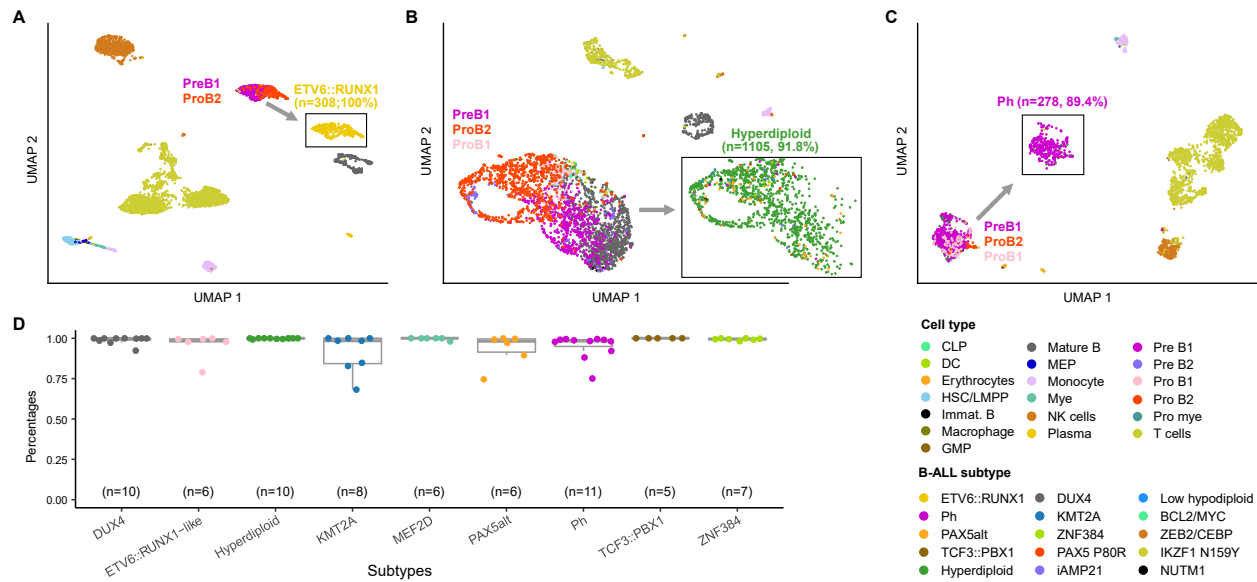 A
PreB1
ProB2
ETV6::RUNX1
(n=308;100%)
UMAP 2
UMAP 1
B
PreB1
ProB2
ProB1
Hyperdiploid
(n=1105, 91.8%)
UMAP 2
UMAP 1
C
Ph (n=278, 89.4%)
PreB1
ProB2
ProB1
UMAP 2
UMAP 1
D
Percentages
1.00
0.75
0.50
0.25
0.00
(n=10)
(n=6)
(n=10)
(n=8)
(n=6)
(n=6)
(n=11)
(n=5)
(n=7)
DUX4
ETV6::RUNX1−like
Hyperdiploid
KMT2A
MEF2D
PAX5alt
Ph
TCF3::PBX1
ZNF384
Subtypes
Cell type
CLP
DC
Erythrocytes
HSC/LMPP
Immat. B
Macrophage
GMP
Mature B
MEP
Monocyte
Mye
NK cells
Plasma
Pre B1
Pre B2
Pro B1
Pro B2
Pro mye
T cells
B-ALL subtype
ETV6::RUNX1
Ph
PAX5alt
TCF3::PBX1
Hyperdiploid
DUX4
KMT2A
ZNF384
PAX5 P80R
iAMP21
Low hypodiploid
BCL2/MYC
ZEB2/CEBP
IKZF1 N159Y
NUTM1